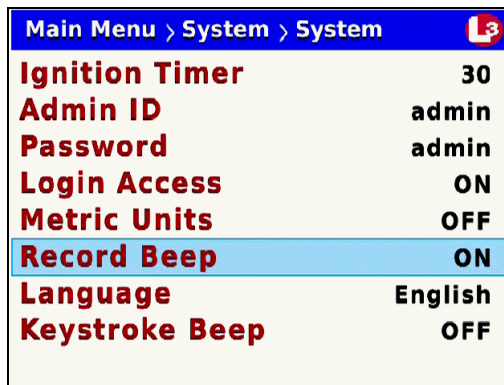 Main Menu > System > System L3
Ignition Timer 30
Admin ID admin
Password admin
Login Access ON
Metric Units OFF
Record Beep ON
Language English
Keystroke Beep OFF